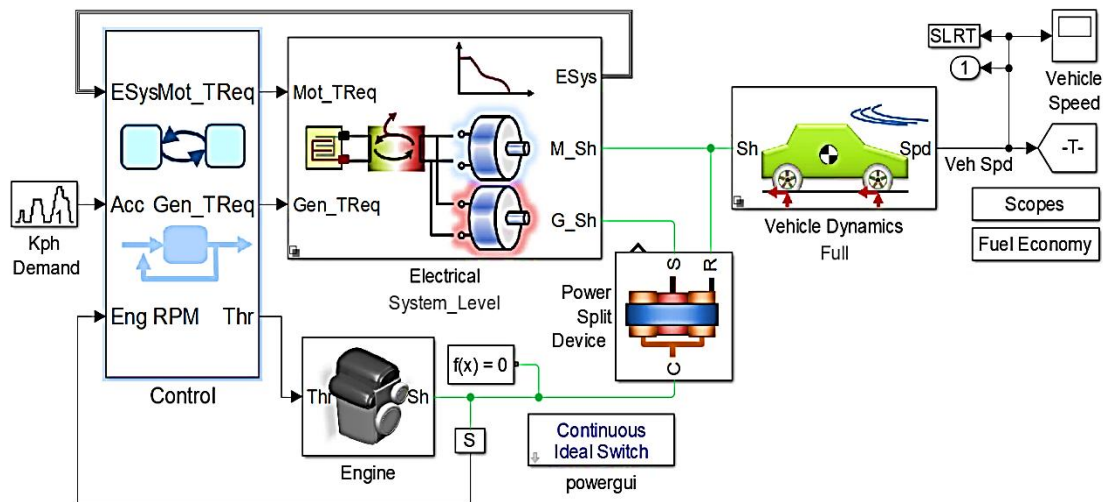 SLRT
1
Vehicle
Speed
ESys
Mot_TReq
Mot_TReq
ESys
M_Sh
Sh
Spd
Veh Spd
-T-
Kph
Demand
Acc
Gen_TReq
Gen_TReq
G_Sh
Vehicle Dynamics
Full
Scopes
Fuel Economy
Electrical
System_Level
Power
Split
Device
S
R
C
Eng RPM
Thr
Control
f(x) = 0
Thr
Sh
Engine
S
Continuous
Ideal Switch
powergui